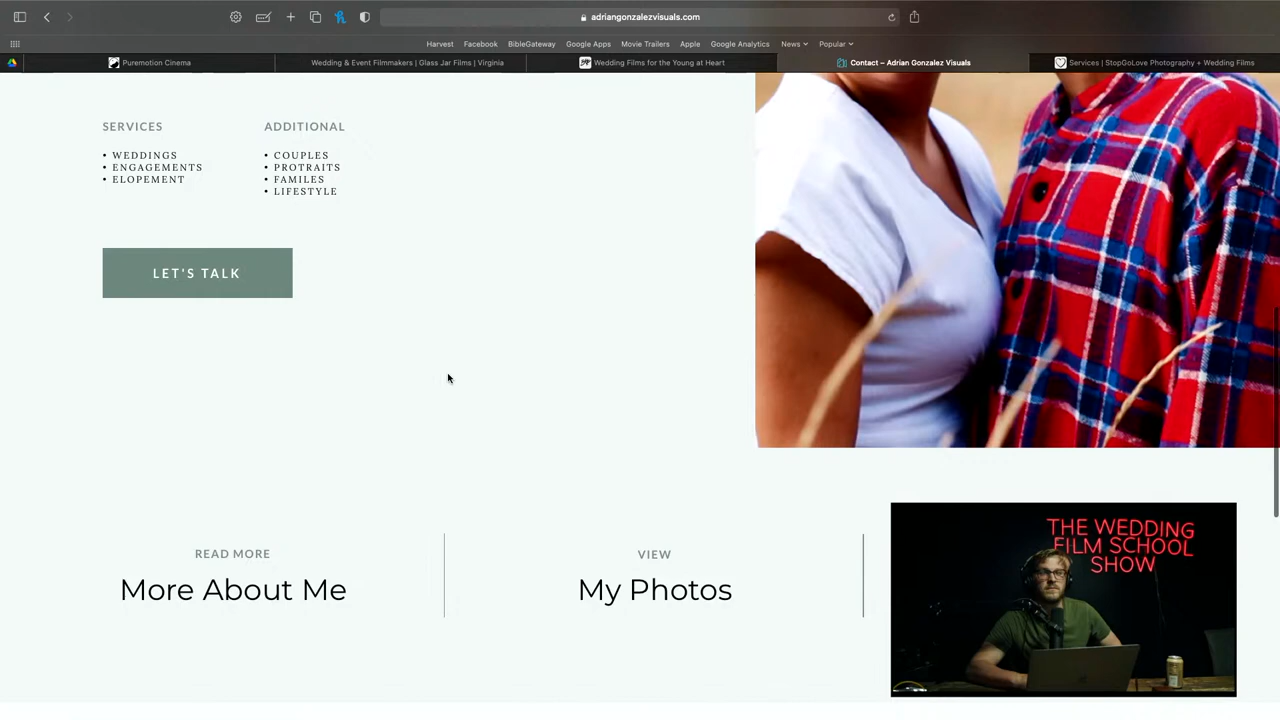 adriangonzalezvisuals.com
Harvest Facebook BibleGateway Google Apps Movie Trailers Apple Google Analytics News Popular
Puremotion Cinema
Wedding & Event Filmmakers | Glass Jar Films | Virginia
Wedding Films for the Young at Heart
Contact – Adrian Gonzalez Visuals
Services | StopGoLove Photography + Wedding Films
SERVICES
• WEDDINGS
• ENGAGEMENTS
• ELOPEMENT
ADDITIONAL
• COUPLES
• PROTRAITS
• FAMILES
• LIFESTYLE
LET'S TALK
READ MORE
More About Me
VIEW
My Photos
THE WEDDING
FILM SCHOOL
SHOW